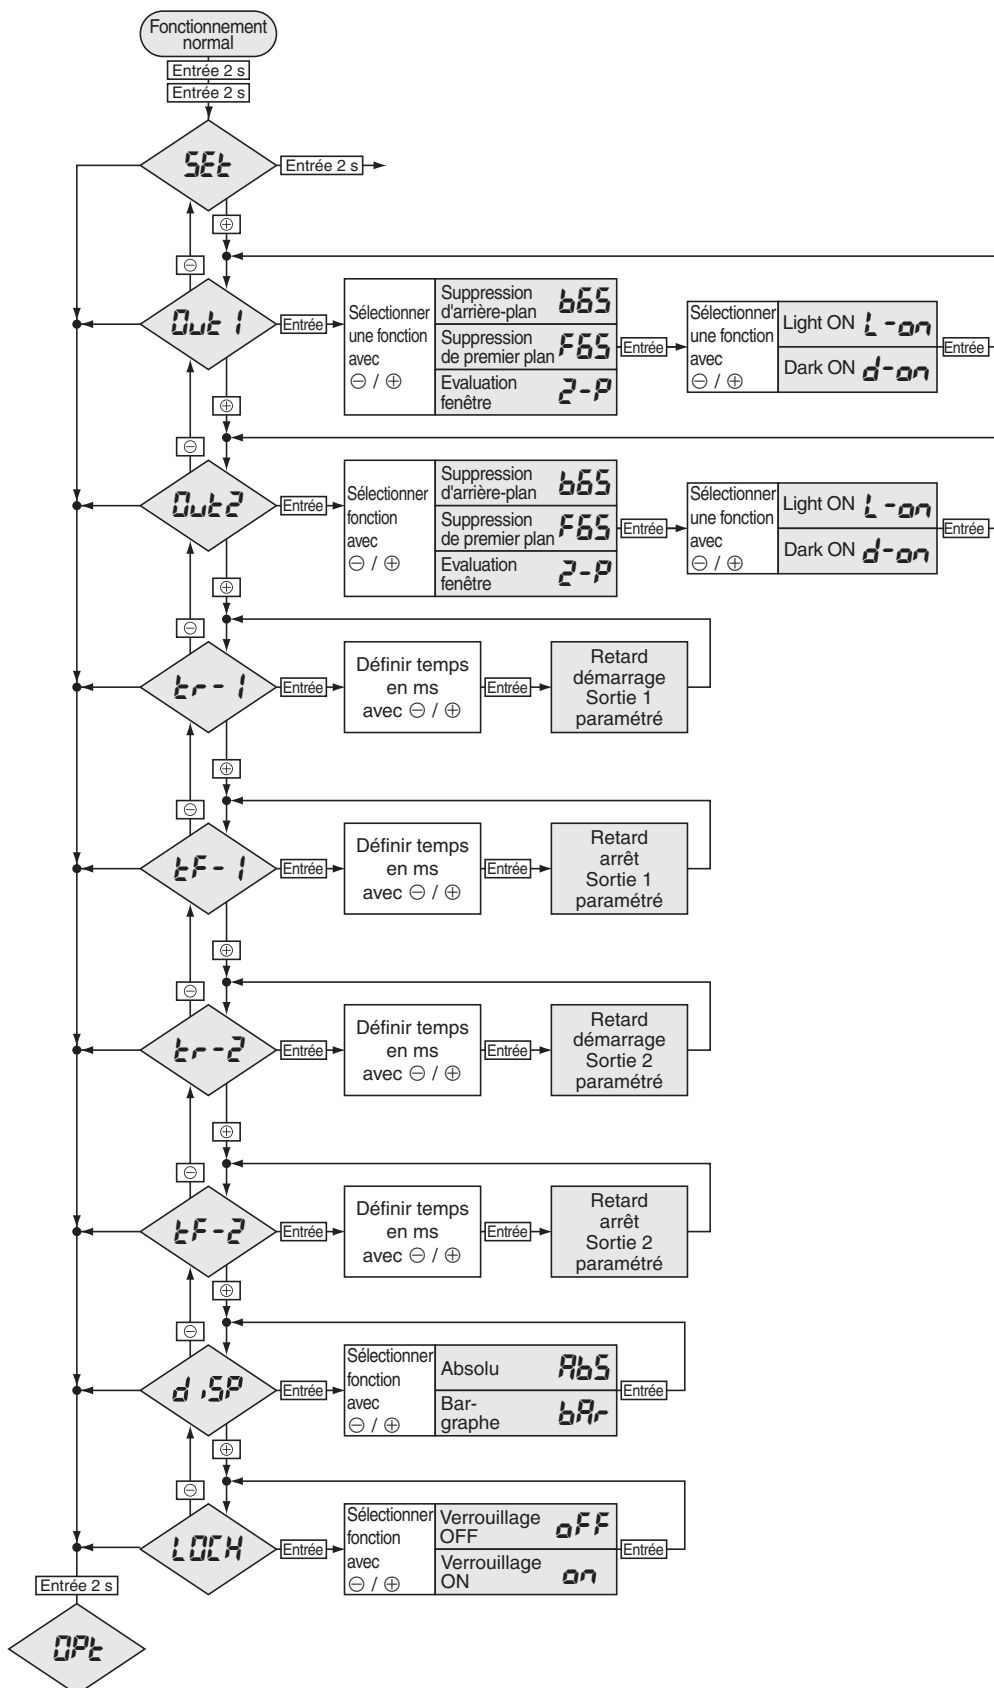 Fonctionnement
normal
Entrée 2 s
Entrée 2 s
SEt
Entrée 2 s
⊕
⊖
Out1
Entrée
Sélectionner
une fonction
avec
⊖ / ⊕
Suppression
d'arrière-plan
bGS
Suppression
de premier plan
FGS
Evaluation
fenêtre
2-P
Entrée
Sélectionner
une fonction
avec
⊖ / ⊕
Light ON
L-on
Dark ON
d-on
Entrée
⊕
⊖
Out2
Entrée
Sélectionner
fonction
avec
⊖ / ⊕
Suppression
d'arrière-plan
bGS
Suppression
de premier plan
FGS
Evaluation
fenêtre
2-P
Entrée
Sélectionner
une fonction
avec
⊖ / ⊕
Light ON
L-on
Dark ON
d-on
Entrée
⊕
⊖
tr-1
Entrée
Définir temps
en ms
avec ⊖ / ⊕
Entrée
Retard
démarrage
Sortie 1
paramétré
⊕
⊖
tF-1
Entrée
Définir temps
en ms
avec ⊖ / ⊕
Entrée
Retard
arrêt
Sortie 1
paramétré
⊕
⊖
tr-2
Entrée
Définir temps
en ms
avec ⊖ / ⊕
Entrée
Retard
démarrage
Sortie 2
paramétré
⊕
⊖
tF-2
Entrée
Définir temps
en ms
avec ⊖ / ⊕
Entrée
Retard
arrêt
Sortie 2
paramétré
⊕
⊖
diSP
Entrée
Sélectionner
fonction
avec
⊖ / ⊕
Absolu
AbS
Bar-
graphe
bAr
Entrée
⊕
⊖
LOCK
Entrée
Sélectionner
fonction
avec
⊖ / ⊕
Verrouillage
OFF
oFF
Verrouillage
ON
on
Entrée
Entrée 2 s
OPt